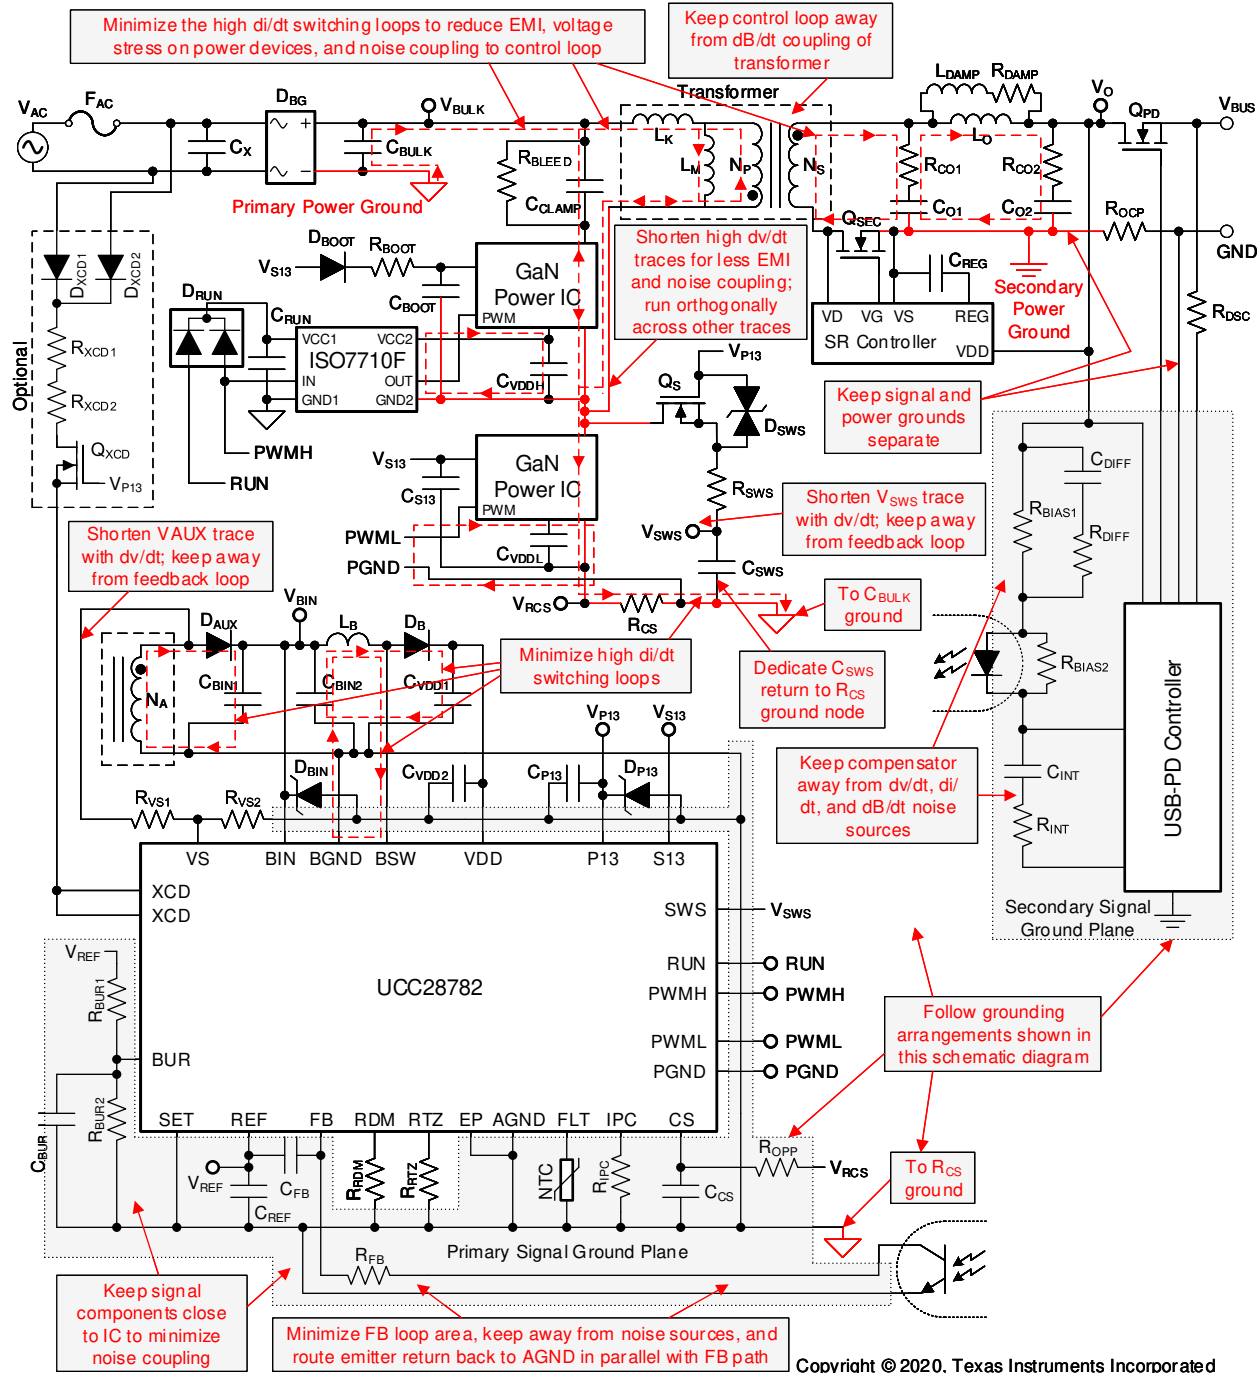 Minimize the high di/dt switching loops to reduce EMI, voltage
stress on power devices, and noise coupling to control loop
Keep control loop away
from dB/dt coupling of
transformer
LDAMP RDAMP
VAC
FAC
DBG
VBULK
Transformer
VO
QPD
VBUS
CX
CBULK
RBLEED
CCLAMP
LK
LM
NP
NS
LO
RCO1
RCO2
CO1
CO2
ROCP
GND
Primary Power Ground
QSEC
CREG
Secondary
Power
Ground
RDSC
VD
VG
VS
REG
SR Controller
VDD
Shorten high dv/dt
traces for less EMI
and noise coupling;
run orthogonally
across other traces
DBOOT
RBOOT
VS13
CBOOT
GaN
Power IC
PWM
DXCD1
DXCD2
Optional
RXCD1
RXCD2
QXCD
VP13
DRUN
CRUN
VCC1
VCC2
ISO7710F
IN
OUT
GND1
GND2
CVDDH
PWMH
RUN
VP13
QS
DSWS
RSWS
Keep signal and
power grounds
separate
VS13
CS13
GaN
Power IC
PWM
PWML
PGND
CVDDL
VSWS
CSWS
Shorten VSWS trace
with dv/dt; keep away
from feedback loop
VRCS
RCS
To CBULK
ground
Dedicate CSWS
return to RCS
ground node
CDIFF
RBIAS1
RDIFF
RBIAS2
CINT
RINT
USB-PD Controller
Secondary Signal
Ground Plane
Shorten VAUX trace
with dv/dt; keep away
from feedback loop
VBIN
DAUX
LB
DB
NA
CBIN1
CBIN2
CVDD1
Minimize high di/dt
switching loops
Keep compensator
away from dv/dt, di/
dt, and dB/dt noise
sources
VP13
VS13
DBIN
CVDD2
CP13
DP13
RVS1
RVS2
VS
BIN
BGND
BSW
VDD
P13
S13
XCD
XCD
SWS
VSWS
RUN
RUN
UCC28782
PWMH
PWMH
PWML
PWML
PGND
PGND
VREF
RBUR1
BUR
RBUR2
CBUR
Follow grounding
arrangements shown in
this schematic diagram
SET
REF
FB
RDM
RTZ
EP
AGND
FLT
IPC
CS
VREF
CFB
CREF
RRDM
RRTZ
NTC
RIPC
CCS
ROPP
VRCS
To RCS
ground
Primary Signal Ground Plane
RFB
Keep signal
components close
to IC to minimize
noise coupling
Minimize FB loop area, keep away from noise sources, and
route emitter return back to AGND in parallel with FB path
Copyright © 2020, Texas Instruments Incorporated